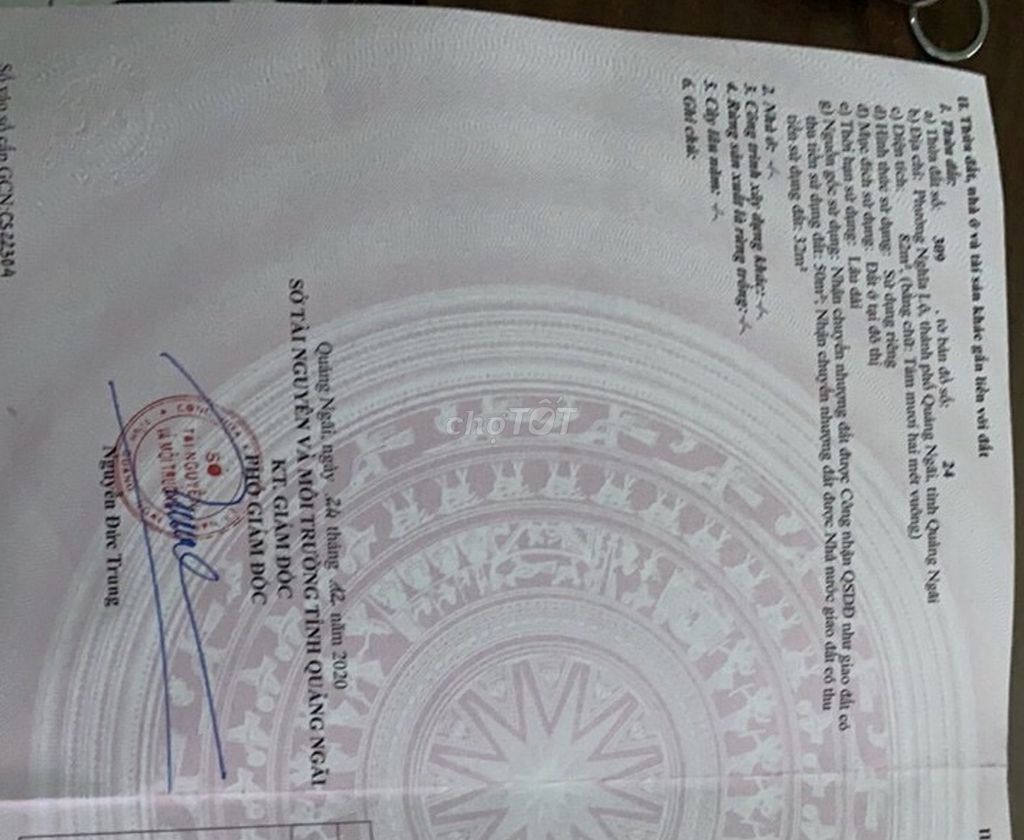 II. Thửa đất, nhà ở và tài sản khác gắn liền với đất
1. Thửa đất:
a) Thửa đất số: 309 , tờ bản đồ số: 24
b) Địa chỉ: Phường Nghĩa Lộ, thành phố Quảng Ngãi, tỉnh Quảng Ngãi
c) Diện tích: 82m², (bằng chữ: Tám mươi hai mét vuông)
d) Hình thức sử dụng: Sử dụng riêng
đ) Mục đích sử dụng: Đất ở tại đô thị
e) Thời hạn sử dụng: Lâu dài
g) Nguồn gốc sử dụng: Nhận chuyển nhượng đất được Công nhận QSDĐ như giao đất có
thu tiền sử dụng đất: 50m²; Nhận chuyển nhượng đất được Nhà nước giao đất có thu
tiền sử dụng đất: 32m²
2. Nhà ở: -/-
3. Công trình xây dựng khác: -/-
4. Rừng sản xuất là rừng trồng: -/-
5. Cây lâu năm: -/-
6. Ghi chú:
Quảng Ngãi, ngày 24 tháng 12 năm 2020
SỞ TÀI NGUYÊN VÀ MÔI TRƯỜNG TỈNH QUẢNG NGÃI
KT. GIÁM ĐỐC
PHÓ GIÁM ĐỐC
SỞ
TÀI NGUYÊN
VÀ MÔI TRƯỜNG
Nguyễn Đức Trung
Số vào sổ cấp GCN:CS22304
chợTỐT